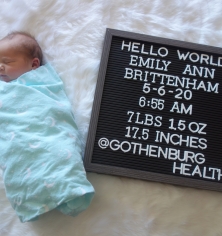 HELLO WORLD
EMILY ANN
BRITTENHAM
5-6-20
6:55 AM
7LBS 1.5OZ
17.5 INCHES
@GOTHENBURG
HEALTH